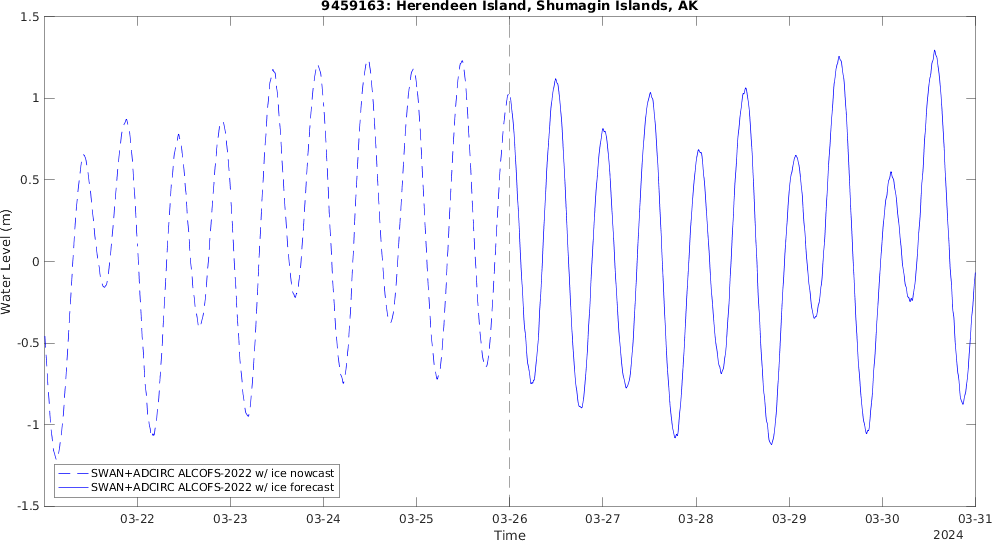 9459163: Herendeen Island, Shumagin Islands, AK
Water Level (m)
1.5
1
0.5
0
-0.5
-1
-1.5
SWAN+ADCIRC ALCOFS-2022 w/ ice nowcast
SWAN+ADCIRC ALCOFS-2022 w/ ice forecast
03-22 03-23 03-24 03-25 03-26 03-27 03-28 03-29 03-30 03-31
Time
2024